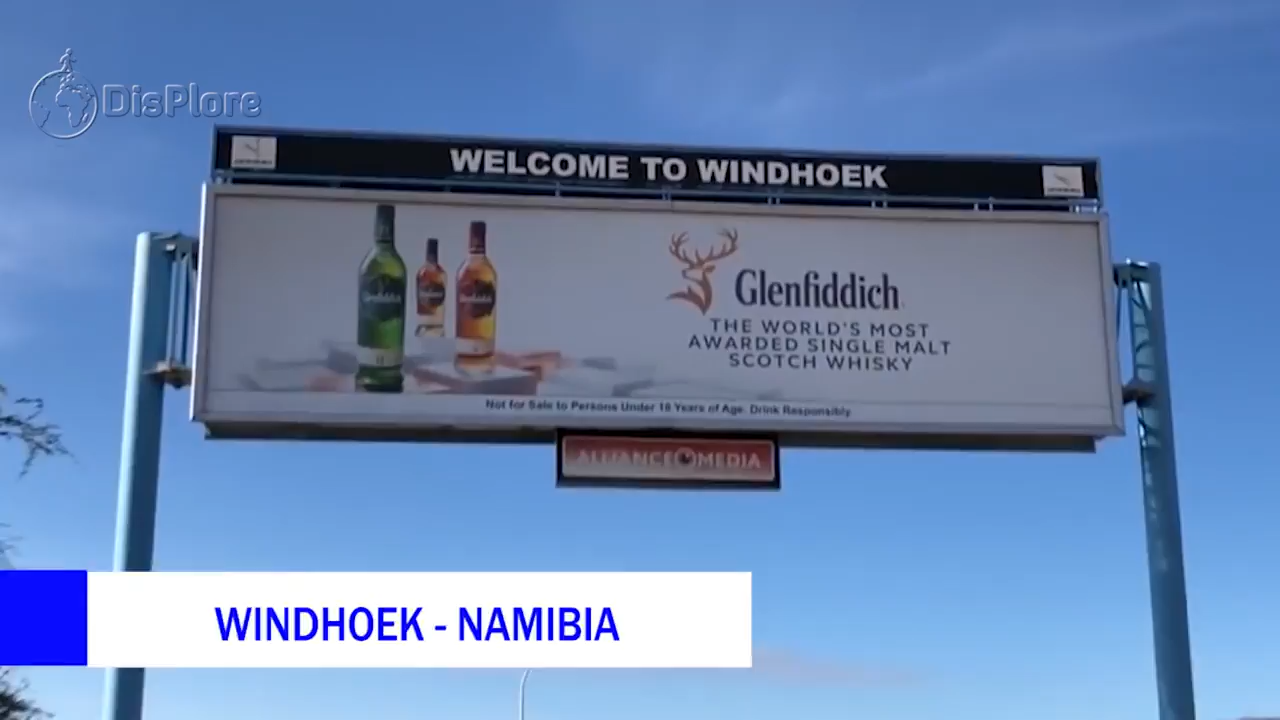 DisPlore
WELCOME TO WINDHOEK
Glenfiddich
THE WORLD'S MOST
AWARDED SINGLE MALT
SCOTCH WHISKY
Not for Sale to Persons Under 18 Years of Age. Drink Responsibly
ALLIANCE MEDIA
WINDHOEK - NAMIBIA